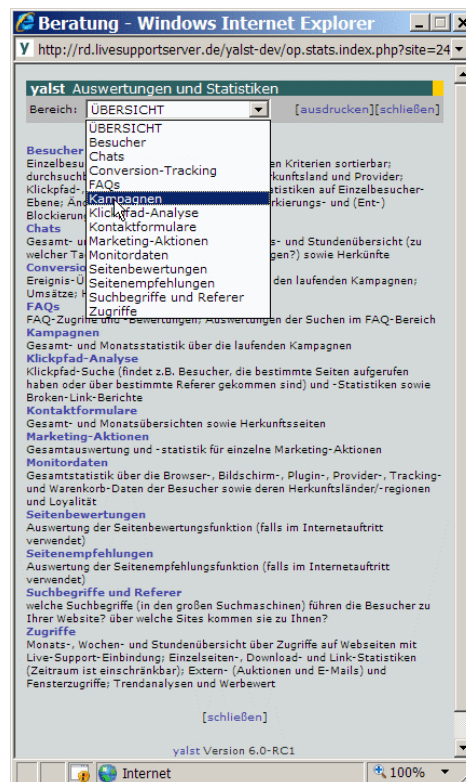 Beratung - Windows Internet Explorer
http://rd.livesupportserver.de/yalst-dev/op.stats.index.php?site=24
yalst Auswertungen und Statistiken
Bereich: ÜBERSICHT [ausdrucken][schließen]
ÜBERSICHT
Besucher
Chats
Conversion-Tracking
FAQs
Kampagnen
Klickpfad-Analyse
Kontaktformulare
Marketing-Aktionen
Monitordaten
Seitenbewertungen
Seitenempfehlungen
Suchbegriffe und Referer
Zugriffe
Besucher
Einzelbesu en Kriterien sortierbar;
durchsuchb kunftsland und Provider;
Klickpfad-, atistiken auf Einzelbesucher-
Ebene; Än rkierungs- und (Ent-)
Blockierun
Chats
Gesamt- u s- und Stundenübersicht (zu
welcher Ta gen?) sowie Herkünfte
Conversio
Ereignis-Ü den laufenden Kampagnen;
Umsätze;
FAQs
FAQ-Zugriffe und -Bewertungen; Auswertungen der Suchen im FAQ-Bereich
Kampagnen
Gesamt- und Monatsstatistik über die laufenden Kampagnen
Klickpfad-Analyse
Klickpfad-Suche (findet z.B. Besucher, die bestimmte Seiten aufgerufen
haben oder über bestimmte Referer gekommen sind) und -Statistiken sowie
Broken-Link-Berichte
Kontaktformulare
Gesamt- und Monatsübersichten sowie Herkunftsseiten
Marketing-Aktionen
Gesamtauswertung und -statistik für einzelne Marketing-Aktionen
Monitordaten
Gesamtstatistik über die Browser-, Bildschirm-, Plugin-, Provider-, Tracking-
und Warenkorb-Daten der Besucher sowie deren Herkunftsländer/-regionen
und Loyalität
Seitenbewertungen
Auswertung der Seitenbewertungsfunktion (falls im Internetauftritt
verwendet)
Seitenempfehlungen
Auswertung der Seitenempfehlungsfunktion (falls im Internetauftritt
verwendet)
Suchbegriffe und Referer
welche Suchbegriffe (in den großen Suchmaschinen) führen die Besucher zu
Ihrer Website? über welche Sites kommen sie zu Ihnen?
Zugriffe
Monats-, Wochen- und Stundenübersicht über Zugriffe auf Webseiten mit
Live-Support-Einbindung; Einzelseiten-, Download- und Link-Statistiken
(Zeitraum ist einschränkbar); Extern- (Auktionen und E-Mails) und
Fensterzugriffe; Trendanalysen und Werbewert
[schließen]
yalst Version 6.0-RC1
Internet 100%